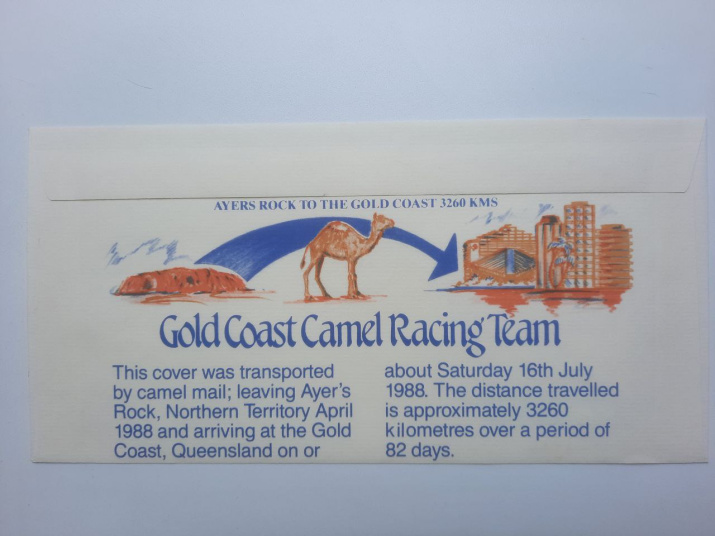 AYERS ROCK TO THE GOLD COAST 3260 KMS
Gold Coast Camel Racing Team
This cover was transported
by camel mail; leaving Ayer's
Rock, Northern Territory April
1988 and arriving at the Gold
Coast, Queensland on or
about Saturday 16th July
1988. The distance travelled
is approximately 3260
kilometres over a period of
82 days.